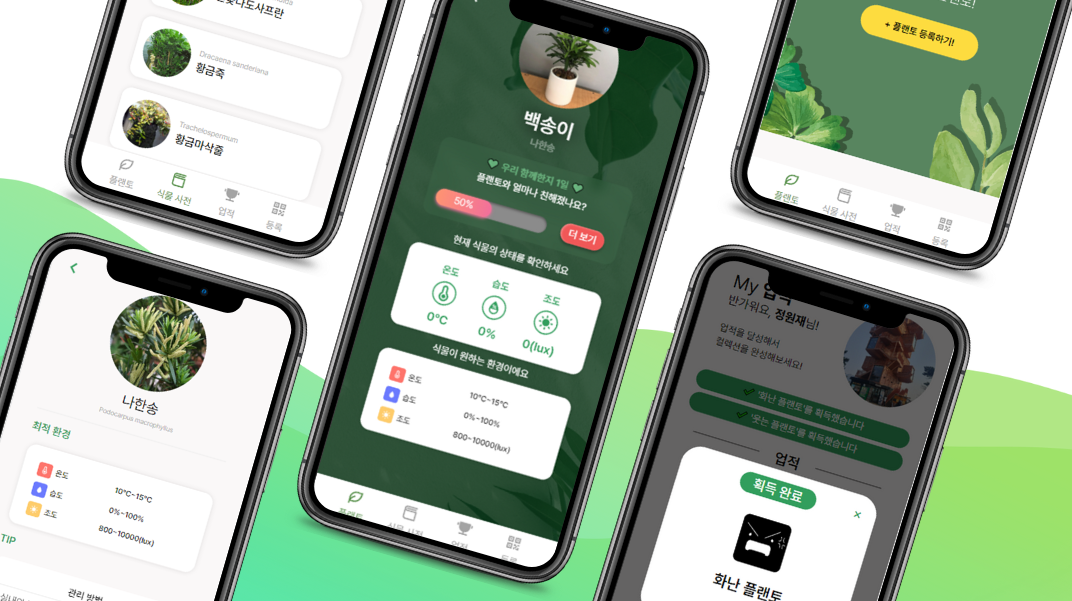 황금죽
Dracaena sanderiana
황금마삭줄
Trachelospermum
플랜토
식물 사전
업적
등록
나한송
Podocarpus macrophyllus
최적 환경
온도
10°C~15°C
습도
0%~100%
조도
800~10000(lux)
TIP
관리 방법
백송이
나한송
우리 함께한지 1일
플랜토와 얼마나 친해졌나요?
50%
더 보기
현재 식물의 상태를 확인하세요
온도
습도
조도
0°C
0%
0(lux)
식물이 원하는 환경이에요
온도
10°C~15°C
습도
0%~100%
조도
800~10000(lux)
플랜토
식물 사전
업적
등록
+ 플랜토 등록하기!
플랜토
식물 사전
업적
등록
My 업적
반가워요, 정원재님!
업적을 달성해서
컬렉션을 완성해보세요!
'화난 플랜토'를 획득했습니다
'웃는 플랜토'를 획득했습니다
업적
획득 완료
화난 플랜토